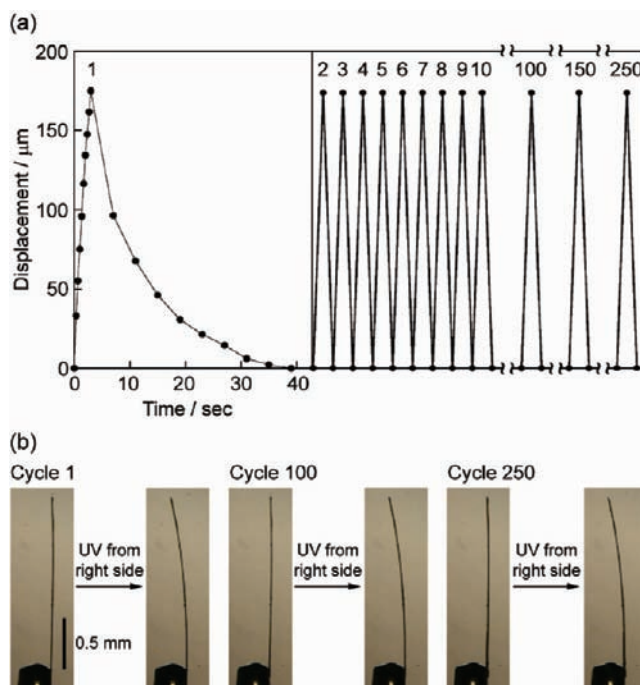 (a)
200
150
100
50
0
Displacement / μm
0 10 20 30 40
Time / sec
1
2 3 4 5 6 7 8 9 10 100 150 250
(b)
Cycle 1 Cycle 100 Cycle 250
UV from right side
UV from right side
UV from right side
0.5 mm